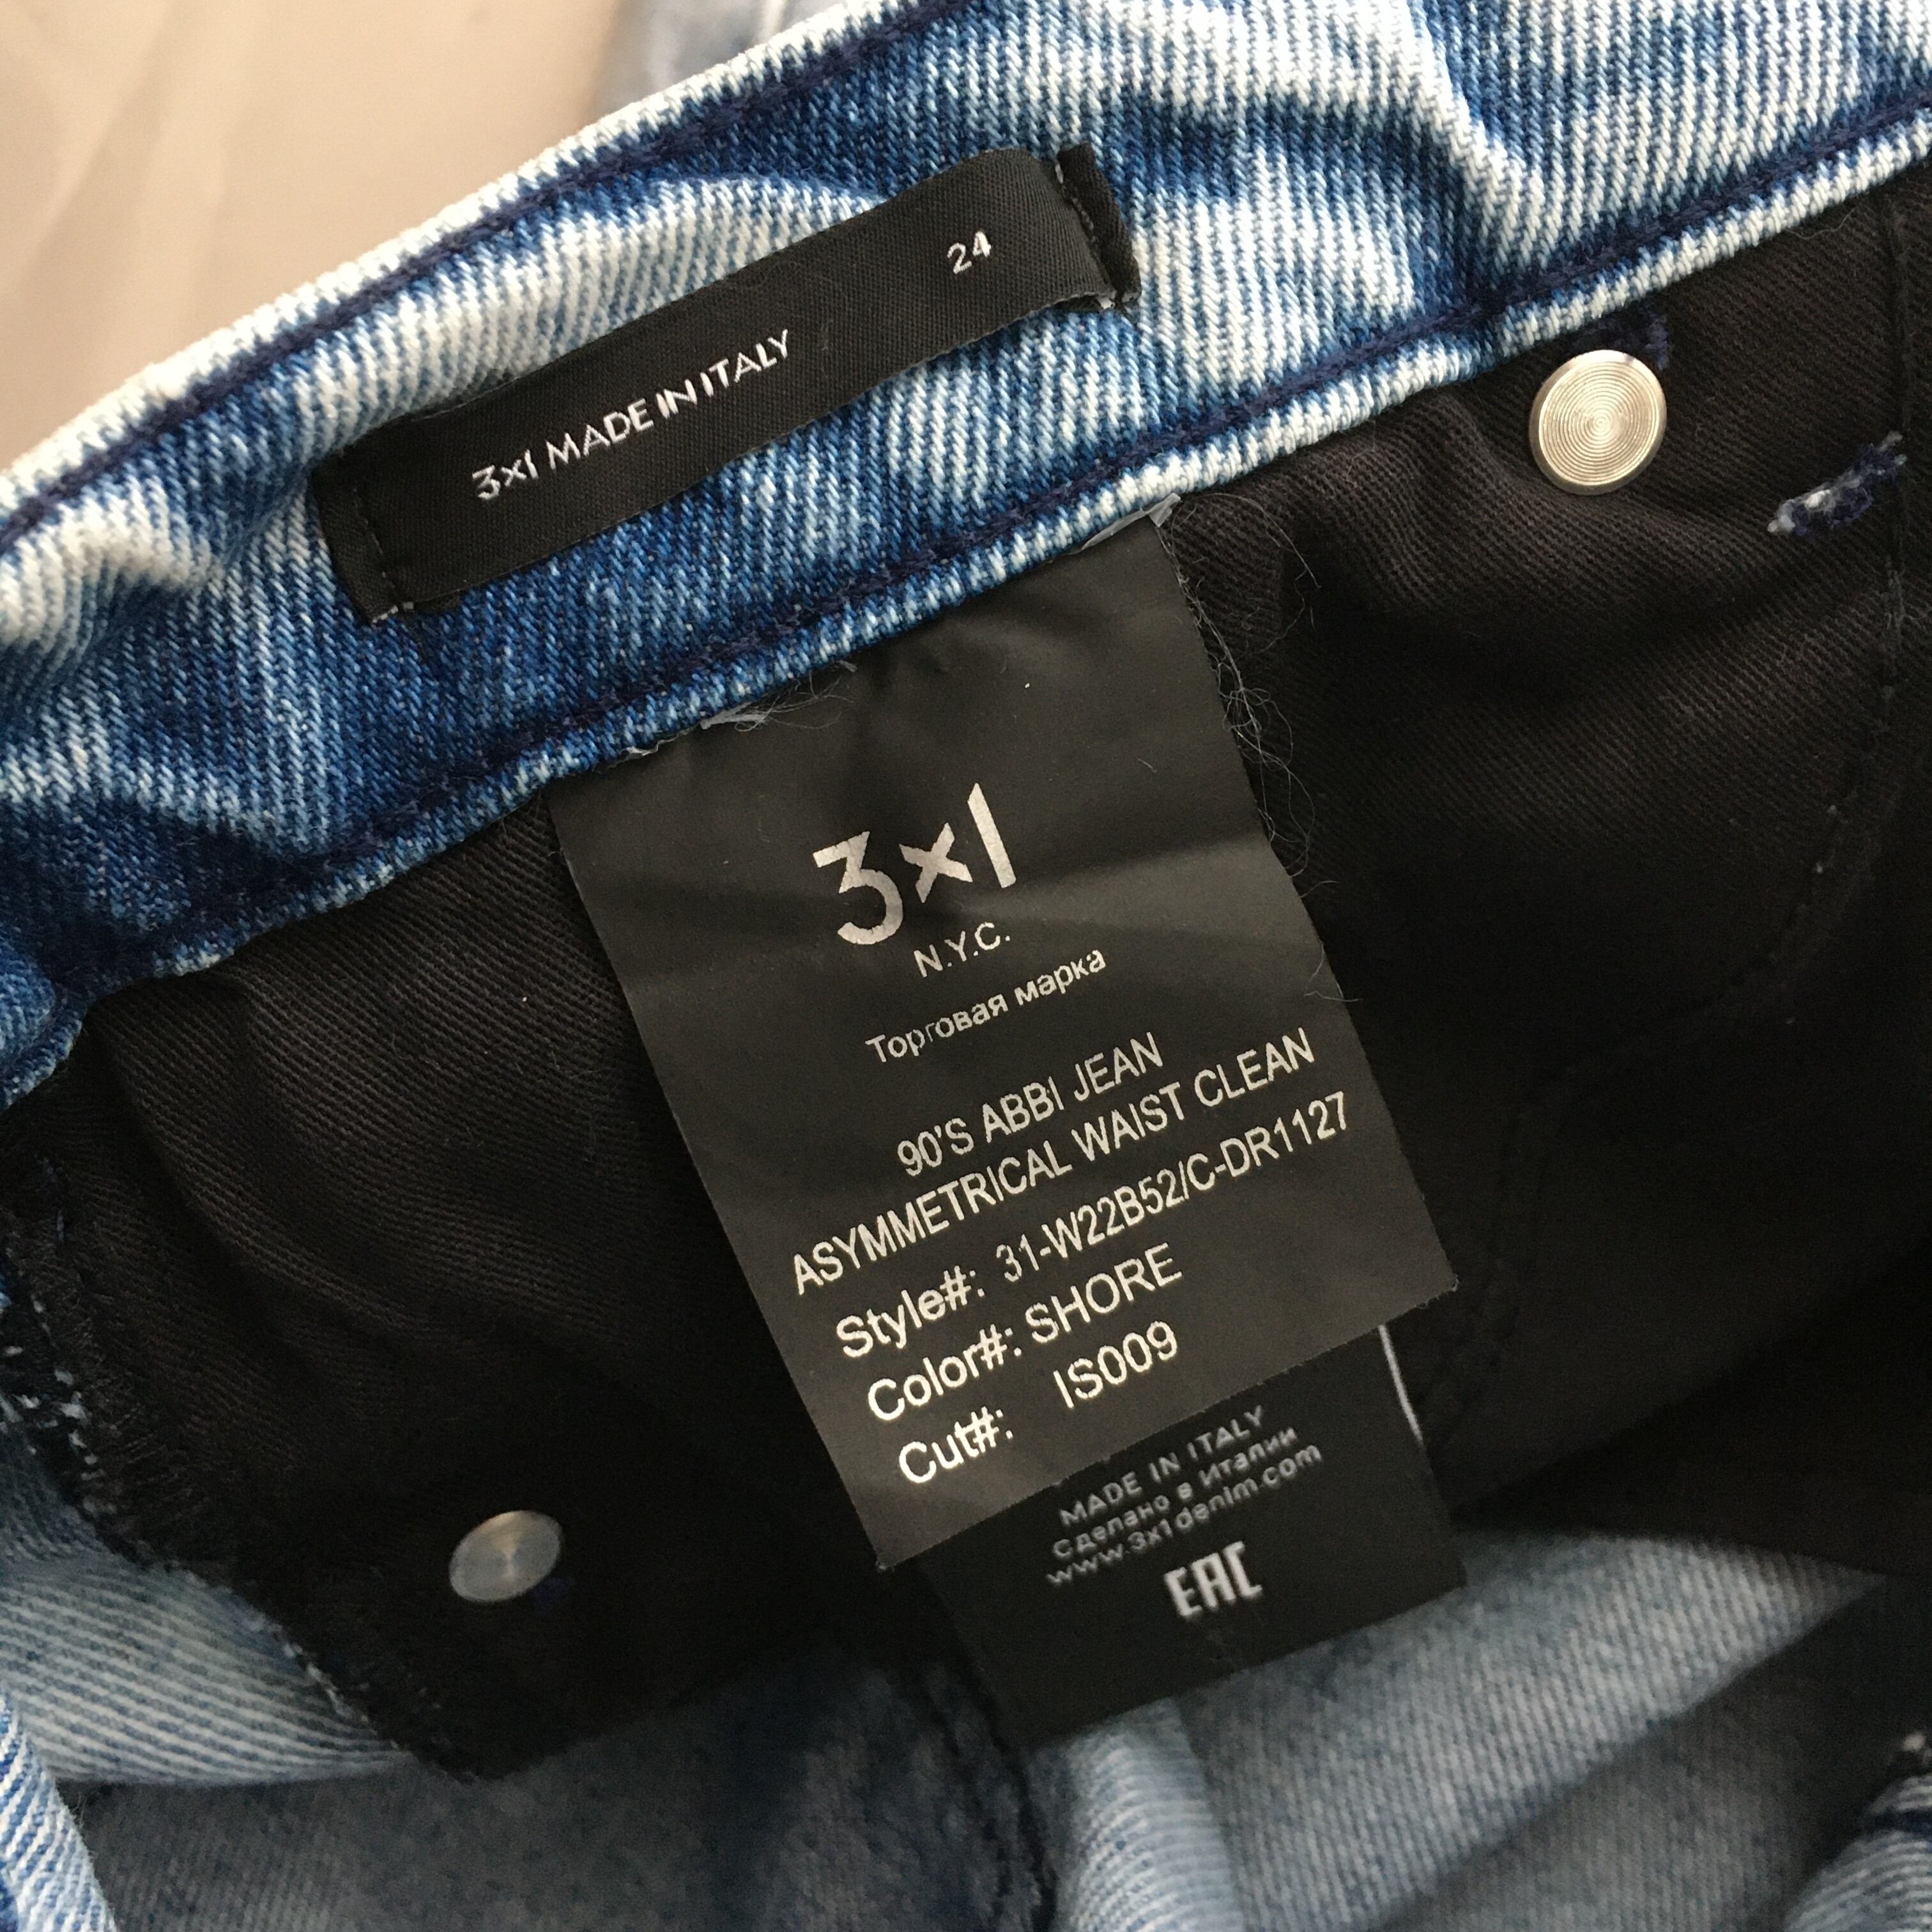 3x1 MADE IN ITALY 24
3x1
N.Y.C.
Торговая марка
90'S ABBI JEAN
ASYMMETRICAL WAIST CLEAN
Style#: 31-W22B52/C-DR1127
Color#: SHORE
Cut#: IS009
MADE IN ITALY
Сделано в Италии
www.3x1denim.com
EAC